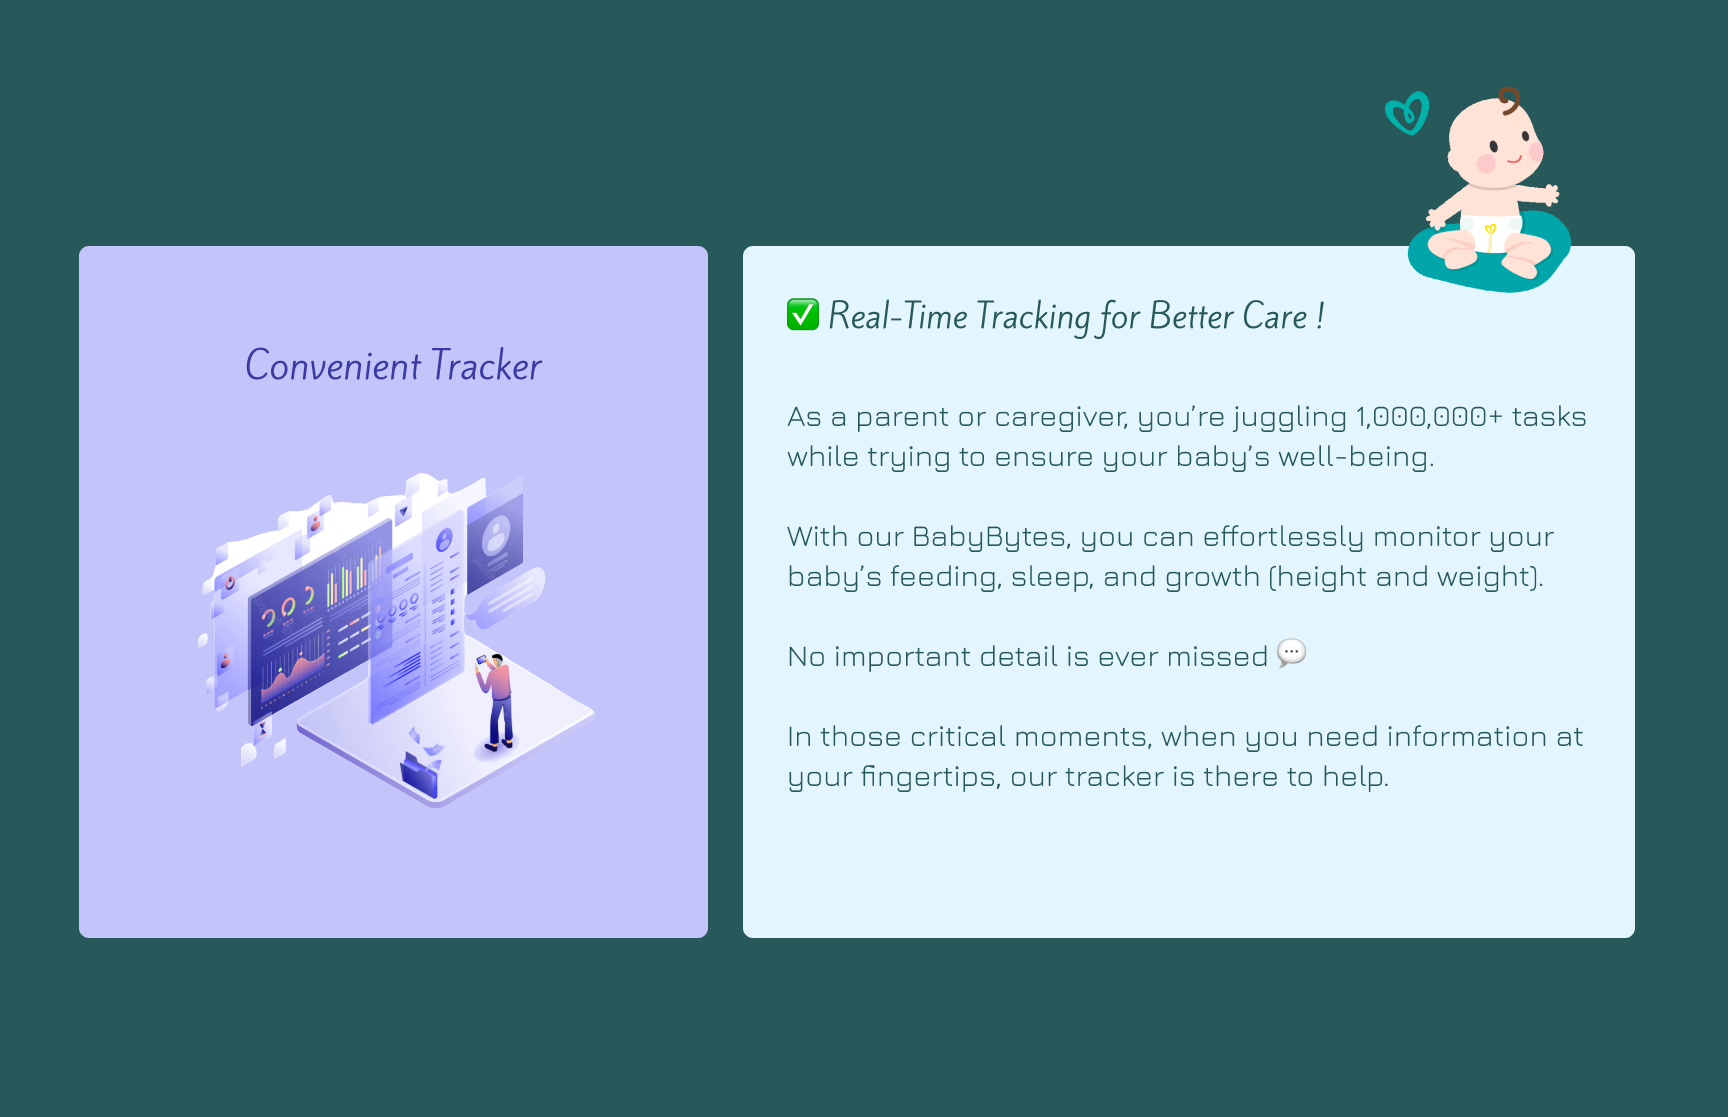 Convenient Tracker
✅ Real-Time Tracking for Better Care !
As a parent or caregiver, you’re juggling 1,000,000+ tasks
while trying to ensure your baby’s well-being.
With our BabyBytes, you can effortlessly monitor your
baby’s feeding, sleep, and growth (height and weight).
No important detail is ever missed 💬
In those critical moments, when you need information at
your fingertips, our tracker is there to help.